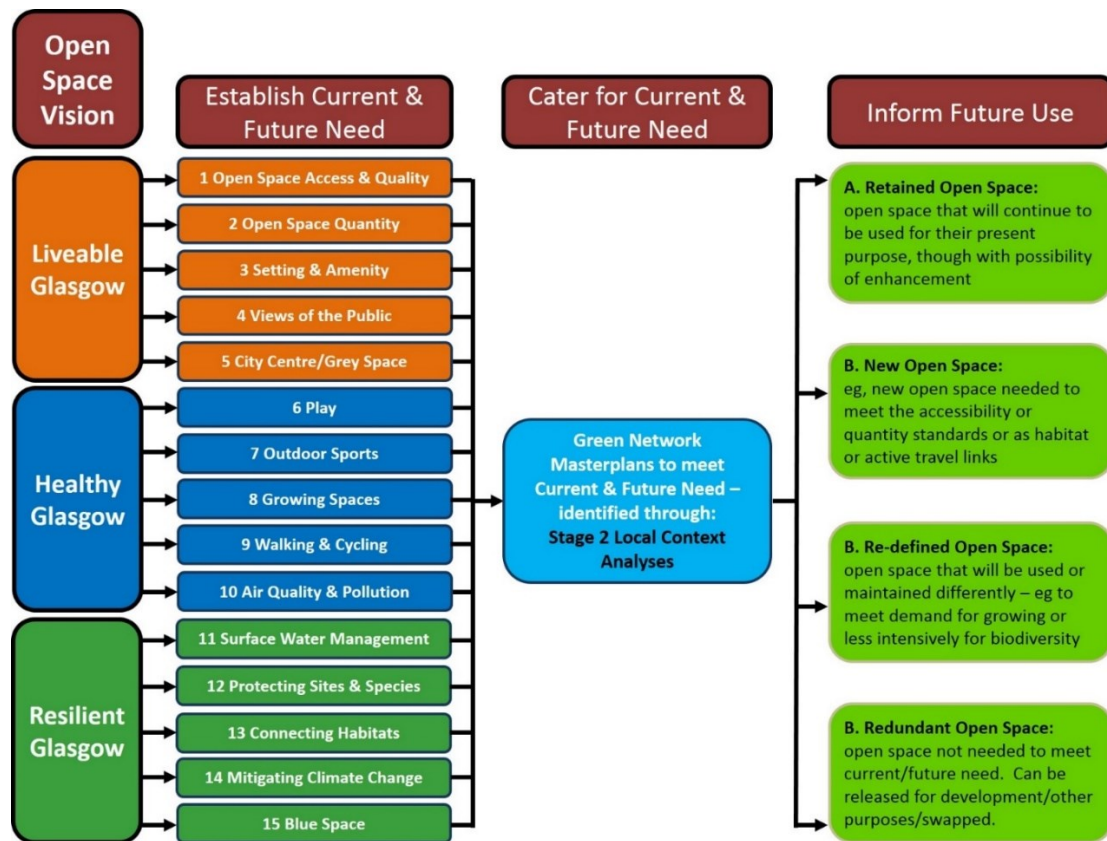 Open
Space
Vision
Establish Current &
Future Need
Cater for Current &
Future Need
Inform Future Use
Liveable
Glasgow
1 Open Space Access & Quality
2 Open Space Quantity
3 Setting & Amenity
4 Views of the Public
5 City Centre/Grey Space
Healthy
Glasgow
6 Play
7 Outdoor Sports
8 Growing Spaces
9 Walking & Cycling
10 Air Quality & Pollution
Resilient
Glasgow
11 Surface Water Management
12 Protecting Sites & Species
13 Connecting Habitats
14 Mitigating Climate Change
15 Blue Space
Green Network
Masterplans to meet
Current & Future Need –
identified through:
Stage 2 Local Context
Analyses
A. Retained Open Space:
open space that will continue to
be used for their present
purpose, though with possibility
of enhancement
B. New Open Space:
eg, new open space needed to
meet the accessibility or
quantity standards or as habitat
or active travel links
B. Re-defined Open Space:
open space that will be used or
maintained differently – eg to
meet demand for growing or
less intensively for biodiversity
B. Redundant Open Space:
open space not needed to meet
current/future need. Can be
released for development/other
purposes/swapped.